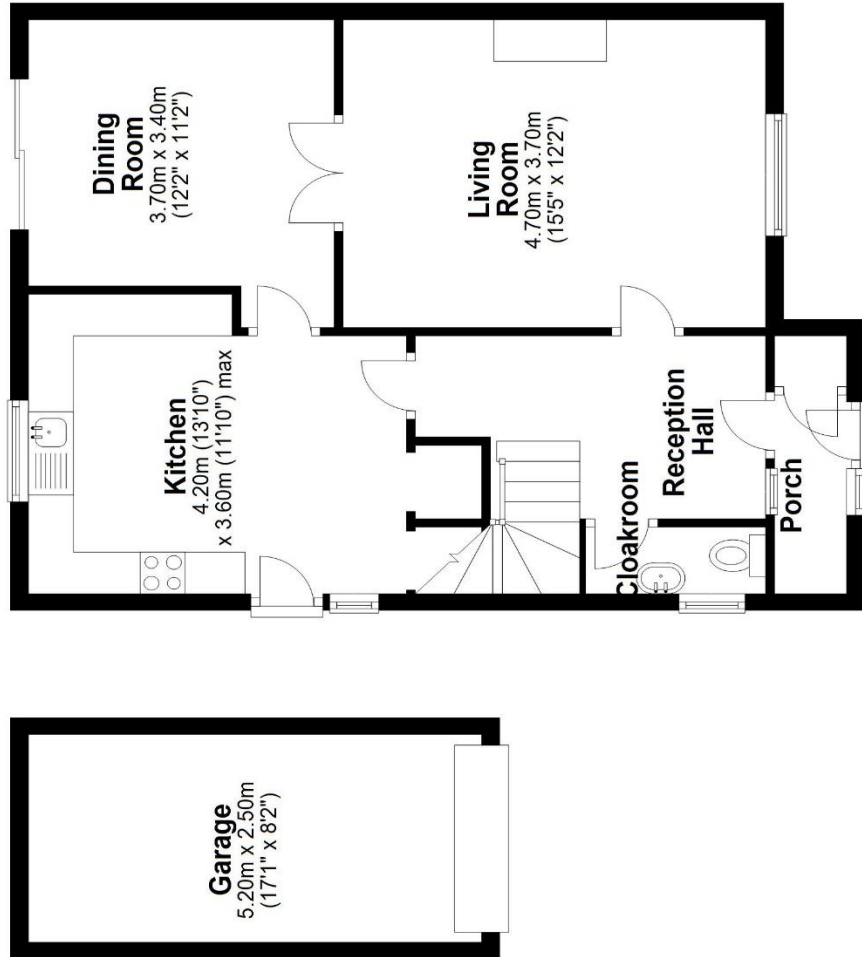 Dining
Room
3.70m x 3.40m
(12'2" x 11'2")
Living
Room
4.70m x 3.70m
(15'5" x 12'2")
Kitchen
4.20m (13'10")
x 3.60m (11'10") max
Cloakroom
Reception
Hall
Porch
Garage
5.20m x 2.50m
(17'1" x 8'2")